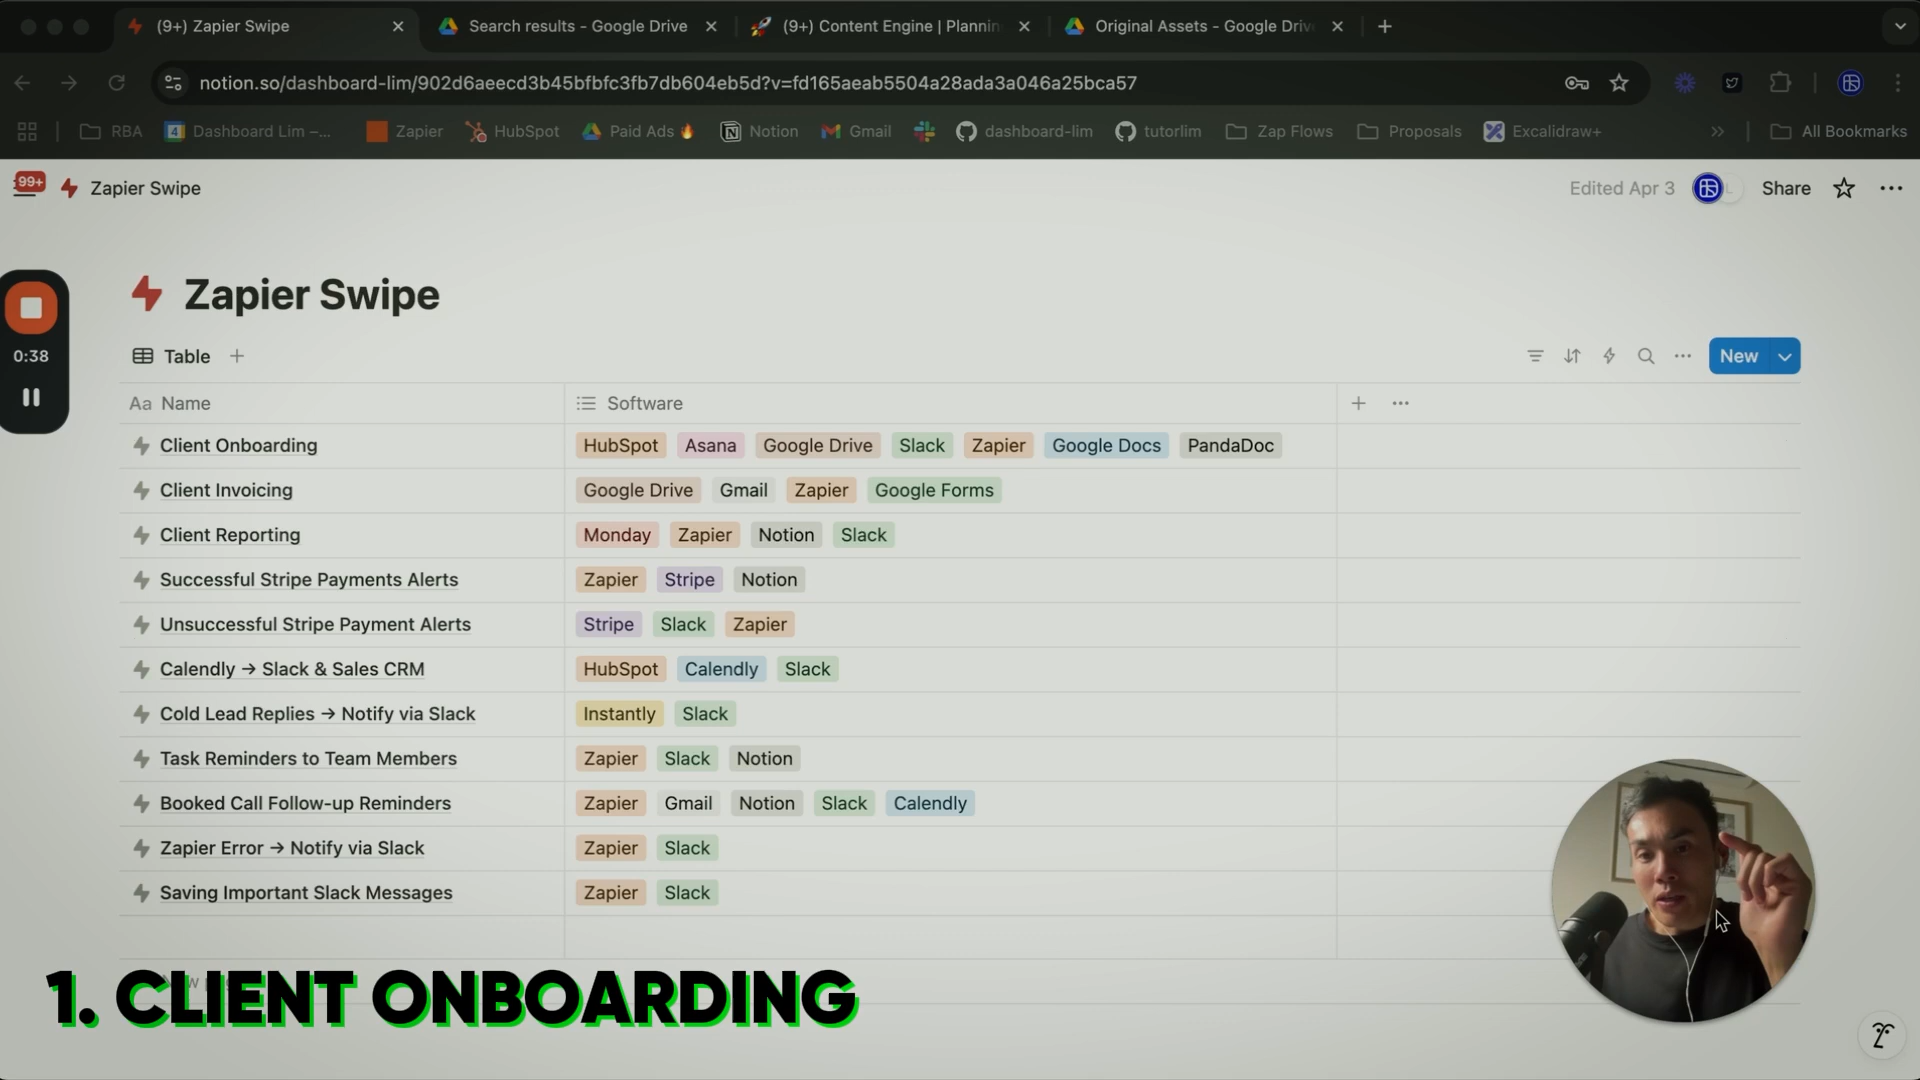 (9+) Zapier Swipe
Search results - Google Drive
(9+) Content Engine | Plannin
Original Assets - Google Driv
notion.so/dashboard-lim/902d6aeecd3b45bfbfc3fb7db604eb5d?v=fd165aeab5504a28ada3a046a25bca57
RBA
4
Dashboard Lim –...
Zapier
HubSpot
Paid Ads
Notion
Gmail
dashboard-lim
tutorlim
Zap Flows
Proposals
Excalidraw+
All Bookmarks
99+
Zapier Swipe
Edited Apr 3
L
Share
Zapier Swipe
0:38
Table
New
Aa Name
Software
Client Onboarding HubSpot Asana Google Drive Slack Zapier Google Docs PandaDoc
Client Invoicing Google Drive Gmail Zapier Google Forms
Client Reporting Monday Zapier Notion Slack
Successful Stripe Payments Alerts Zapier Stripe Notion
Unsuccessful Stripe Payment Alerts Stripe Slack Zapier
Calendly → Slack & Sales CRM HubSpot Calendly Slack
Cold Lead Replies → Notify via Slack Instantly Slack
Task Reminders to Team Members Zapier Slack Notion
Booked Call Follow-up Reminders Zapier Gmail Notion Slack Calendly
Zapier Error → Notify via Slack Zapier Slack
Saving Important Slack Messages Zapier Slack
1. CLIENT ONBOARDING